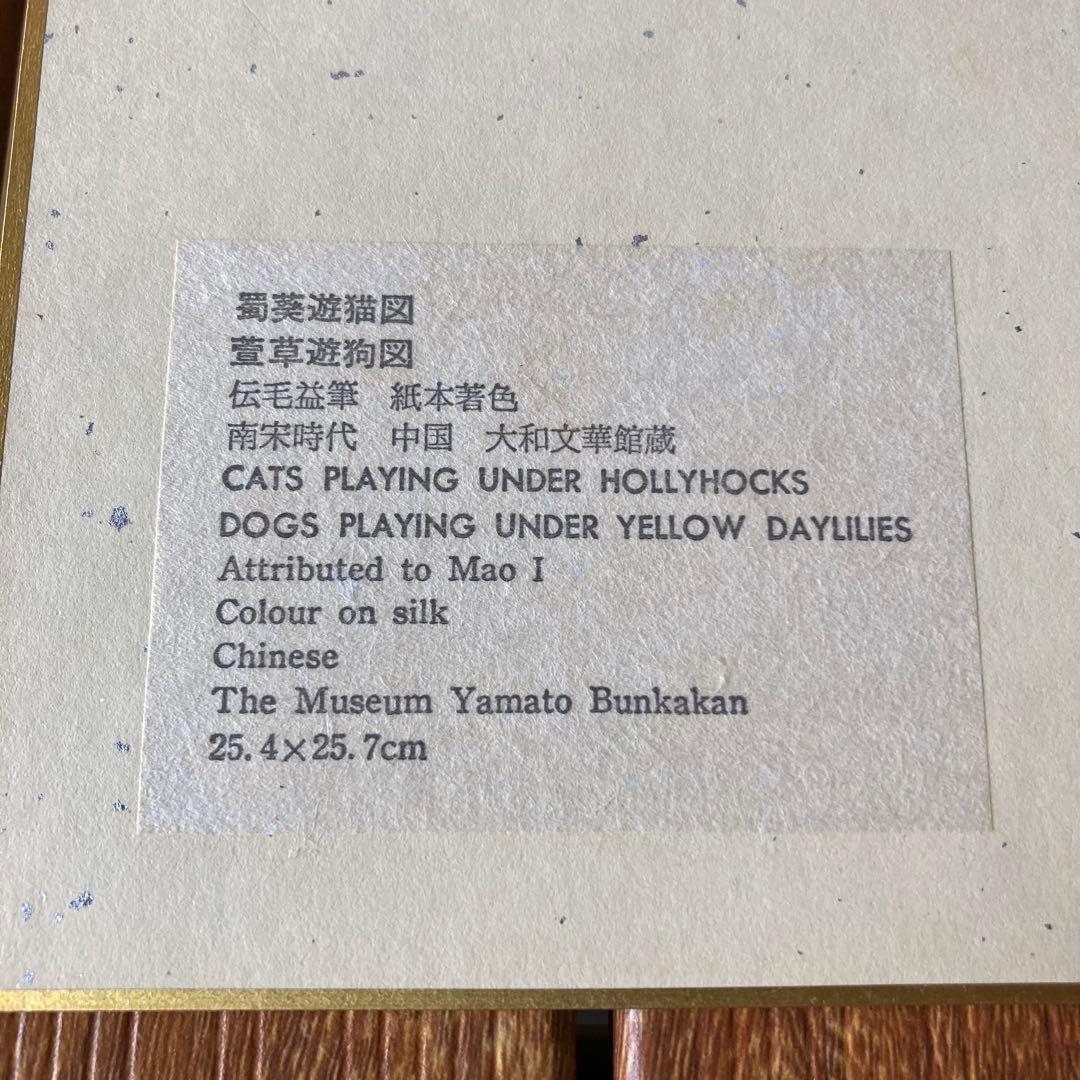 蜀葵遊猫図
萱草遊狗図
伝毛益筆　紙本著色
南宋時代　中国　大和文華館蔵
CATS PLAYING UNDER HOLLYHOCKS
DOGS PLAYING UNDER YELLOW DAYLILIES
Attributed to Mao I
Colour on silk
Chinese
The Museum Yamato Bunkakan
25.4×25.7cm